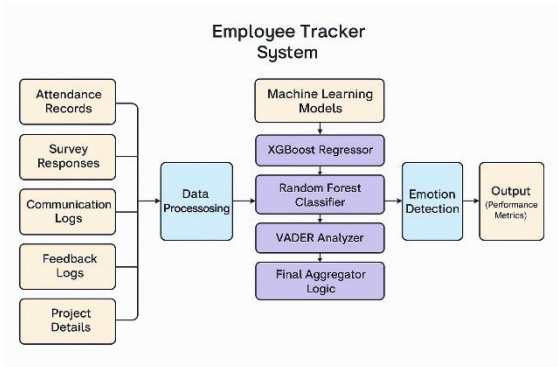 Employee Tracker
System
Attendance
Records
Survey
Responses
Communication
Logs
Feedback
Logs
Project
Details
Data
Processosing
Machine Learning
Models
XGBoost Regressor
Random Forest
Classifier
VADER Analyzer
Final Aggregator
Logic
Emotion
Detection
Output
(Performance
Metrics)